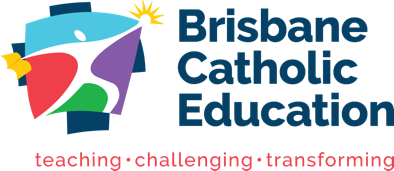 Brisbane
Catholic
Education
teaching • challenging • transforming